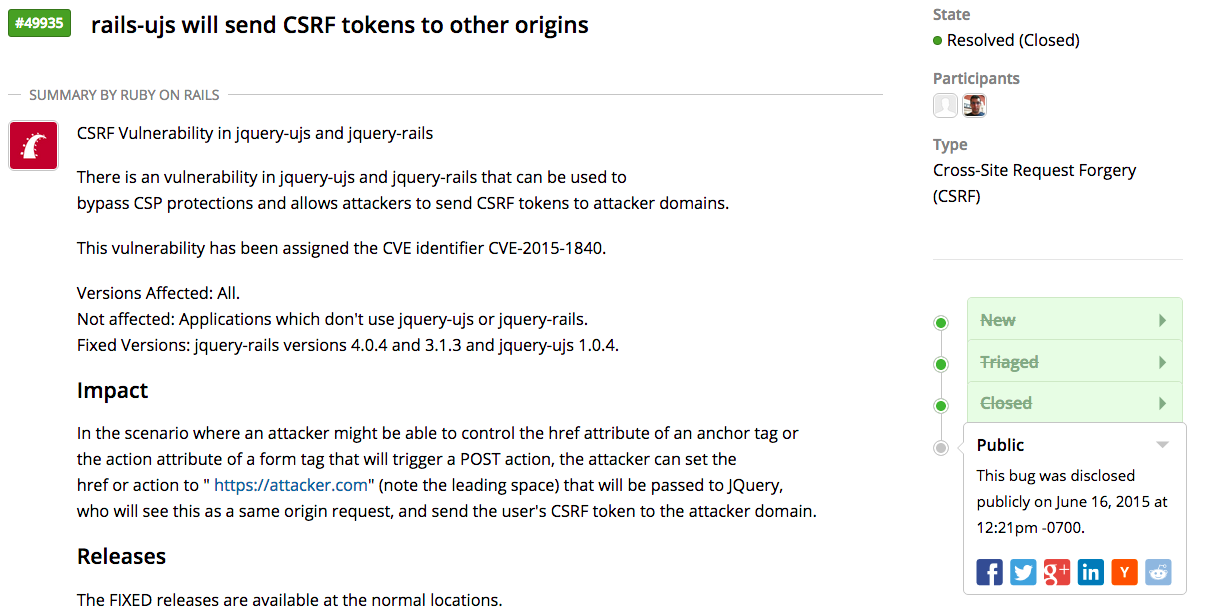 #49935 rails-ujs will send CSRF tokens to other origins
SUMMARY BY RUBY ON RAILS
CSRF Vulnerability in jquery-ujs and jquery-rails
There is an vulnerability in jquery-ujs and jquery-rails that can be used to
bypass CSP protections and allows attackers to send CSRF tokens to attacker domains.
This vulnerability has been assigned the CVE identifier CVE-2015-1840.
Versions Affected: All.
Not affected: Applications which don't use jquery-ujs or jquery-rails.
Fixed Versions: jquery-rails versions 4.0.4 and 3.1.3 and jquery-ujs 1.0.4.
Impact
In the scenario where an attacker might be able to control the href attribute of an anchor tag or
the action attribute of a form tag that will trigger a POST action, the attacker can set the
href or action to " https://attacker.com" (note the leading space) that will be passed to JQuery,
who will see this as a same origin request, and send the user's CSRF token to the attacker domain.
Releases
The FIXED releases are available at the normal locations.
State
Resolved (Closed)
Participants
Type
Cross-Site Request Forgery
(CSRF)
New
Triaged
Closed
Public
This bug was disclosed
publicly on June 16, 2015 at
12:21pm -0700.
f g+ in Y